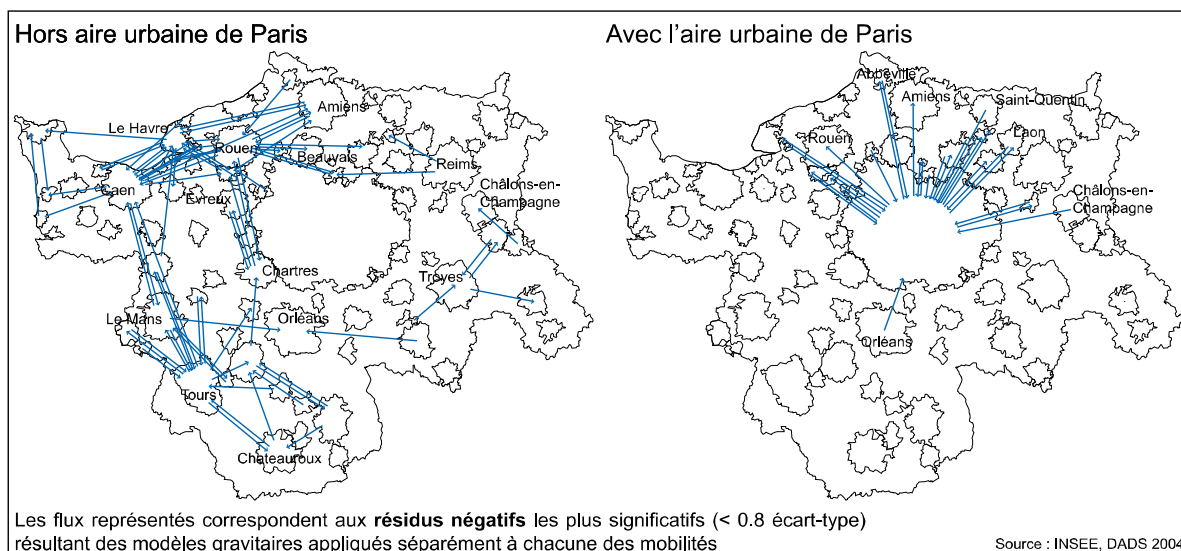 Hors aire urbaine de Paris
Avec l'aire urbaine de Paris
Amiens
Le Havre
Rouen
Beauvais
Reims
Caen
Evreux
Châlons-en-
Champagne
Chartres
Troyes
Le Mans
Orléans
Tours
Chateauroux
Abbeville
Amiens
Saint-Quentin
Rouen
Laon
Châlons-en-
Champagne
Orléans
Les flux représentés correspondent aux résidus négatifs les plus significatifs (< 0.8 écart-type)
résultant des modèles gravitaires appliqués séparément à chacune des mobilités
Source : INSEE, DADS 2004